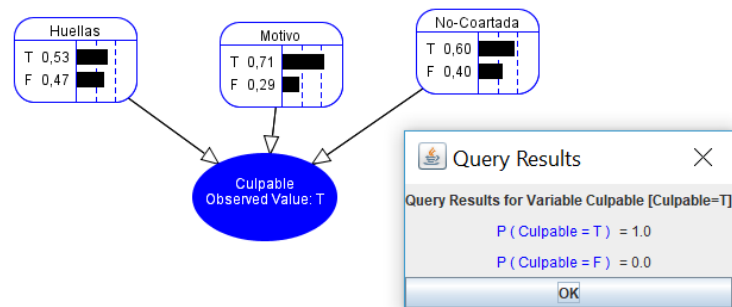 Huellas
T 0,53
F 0,47
Motivo
T 0,71
F 0,29
No-Coartada
T 0,60
F 0,40
Culpable
Observed Value: T
Query Results
Query Results for Variable Culpable [Culpable=T]
P ( Culpable = T ) = 1.0
P ( Culpable = F ) = 0.0
OK